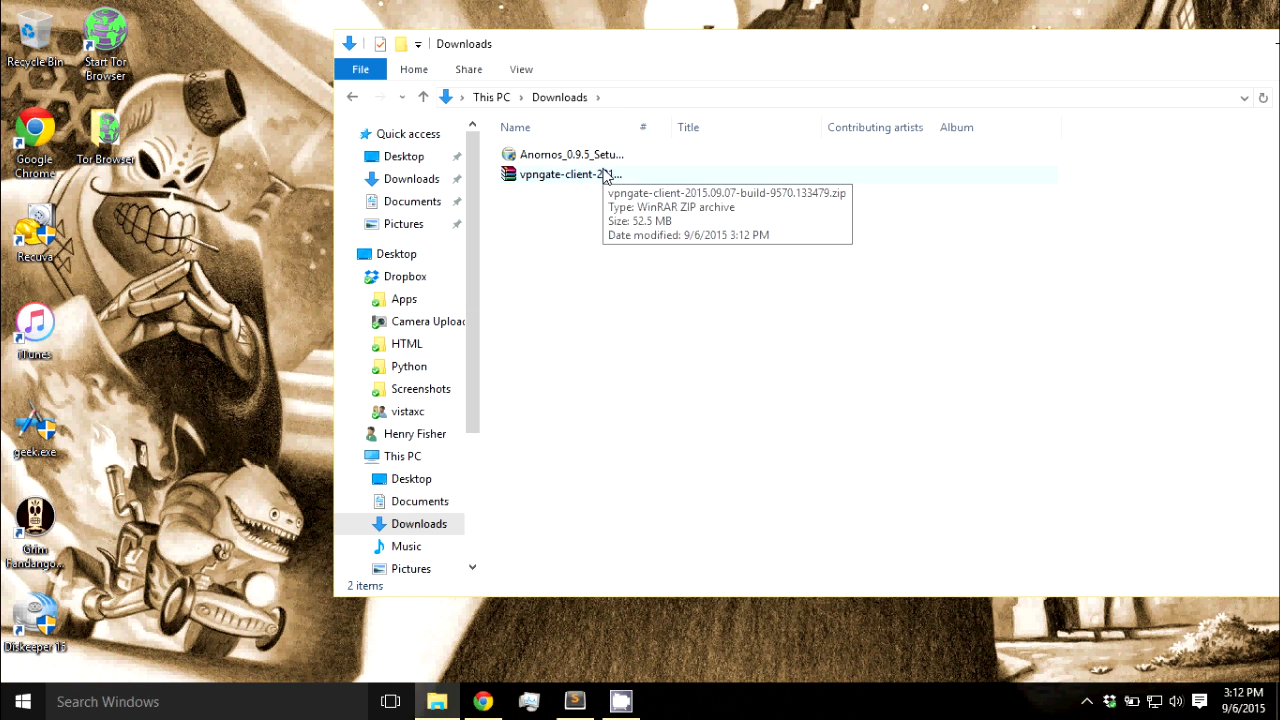 Recycle Bin
Start Tor
Browser
Google
Chrome
Tor Browser
Recuva
iTunes
geek.exe
Grim
Fandango...
Diskeeper 15
Downloads
File
Home
Share
View
This PC
Downloads
Name
#
Title
Contributing artists
Album
Quick access
Desktop
Downloads
Documents
Pictures
Desktop
Dropbox
Apps
Camera Upload
HTML
Python
Screenshots
vistaxc
Henry Fisher
This PC
Desktop
Documents
Downloads
Music
Pictures
Anornos_0.9.5_Setu...
vpngate-client-201...
vpngate-client-2015.09.07-build-9570.133479.zip
Type: WinRAR ZIP archive
Size: 52.5 MB
Date modified: 9/6/2015 3:12 PM
2 items
Search Windows
3:12 PM
9/6/2015